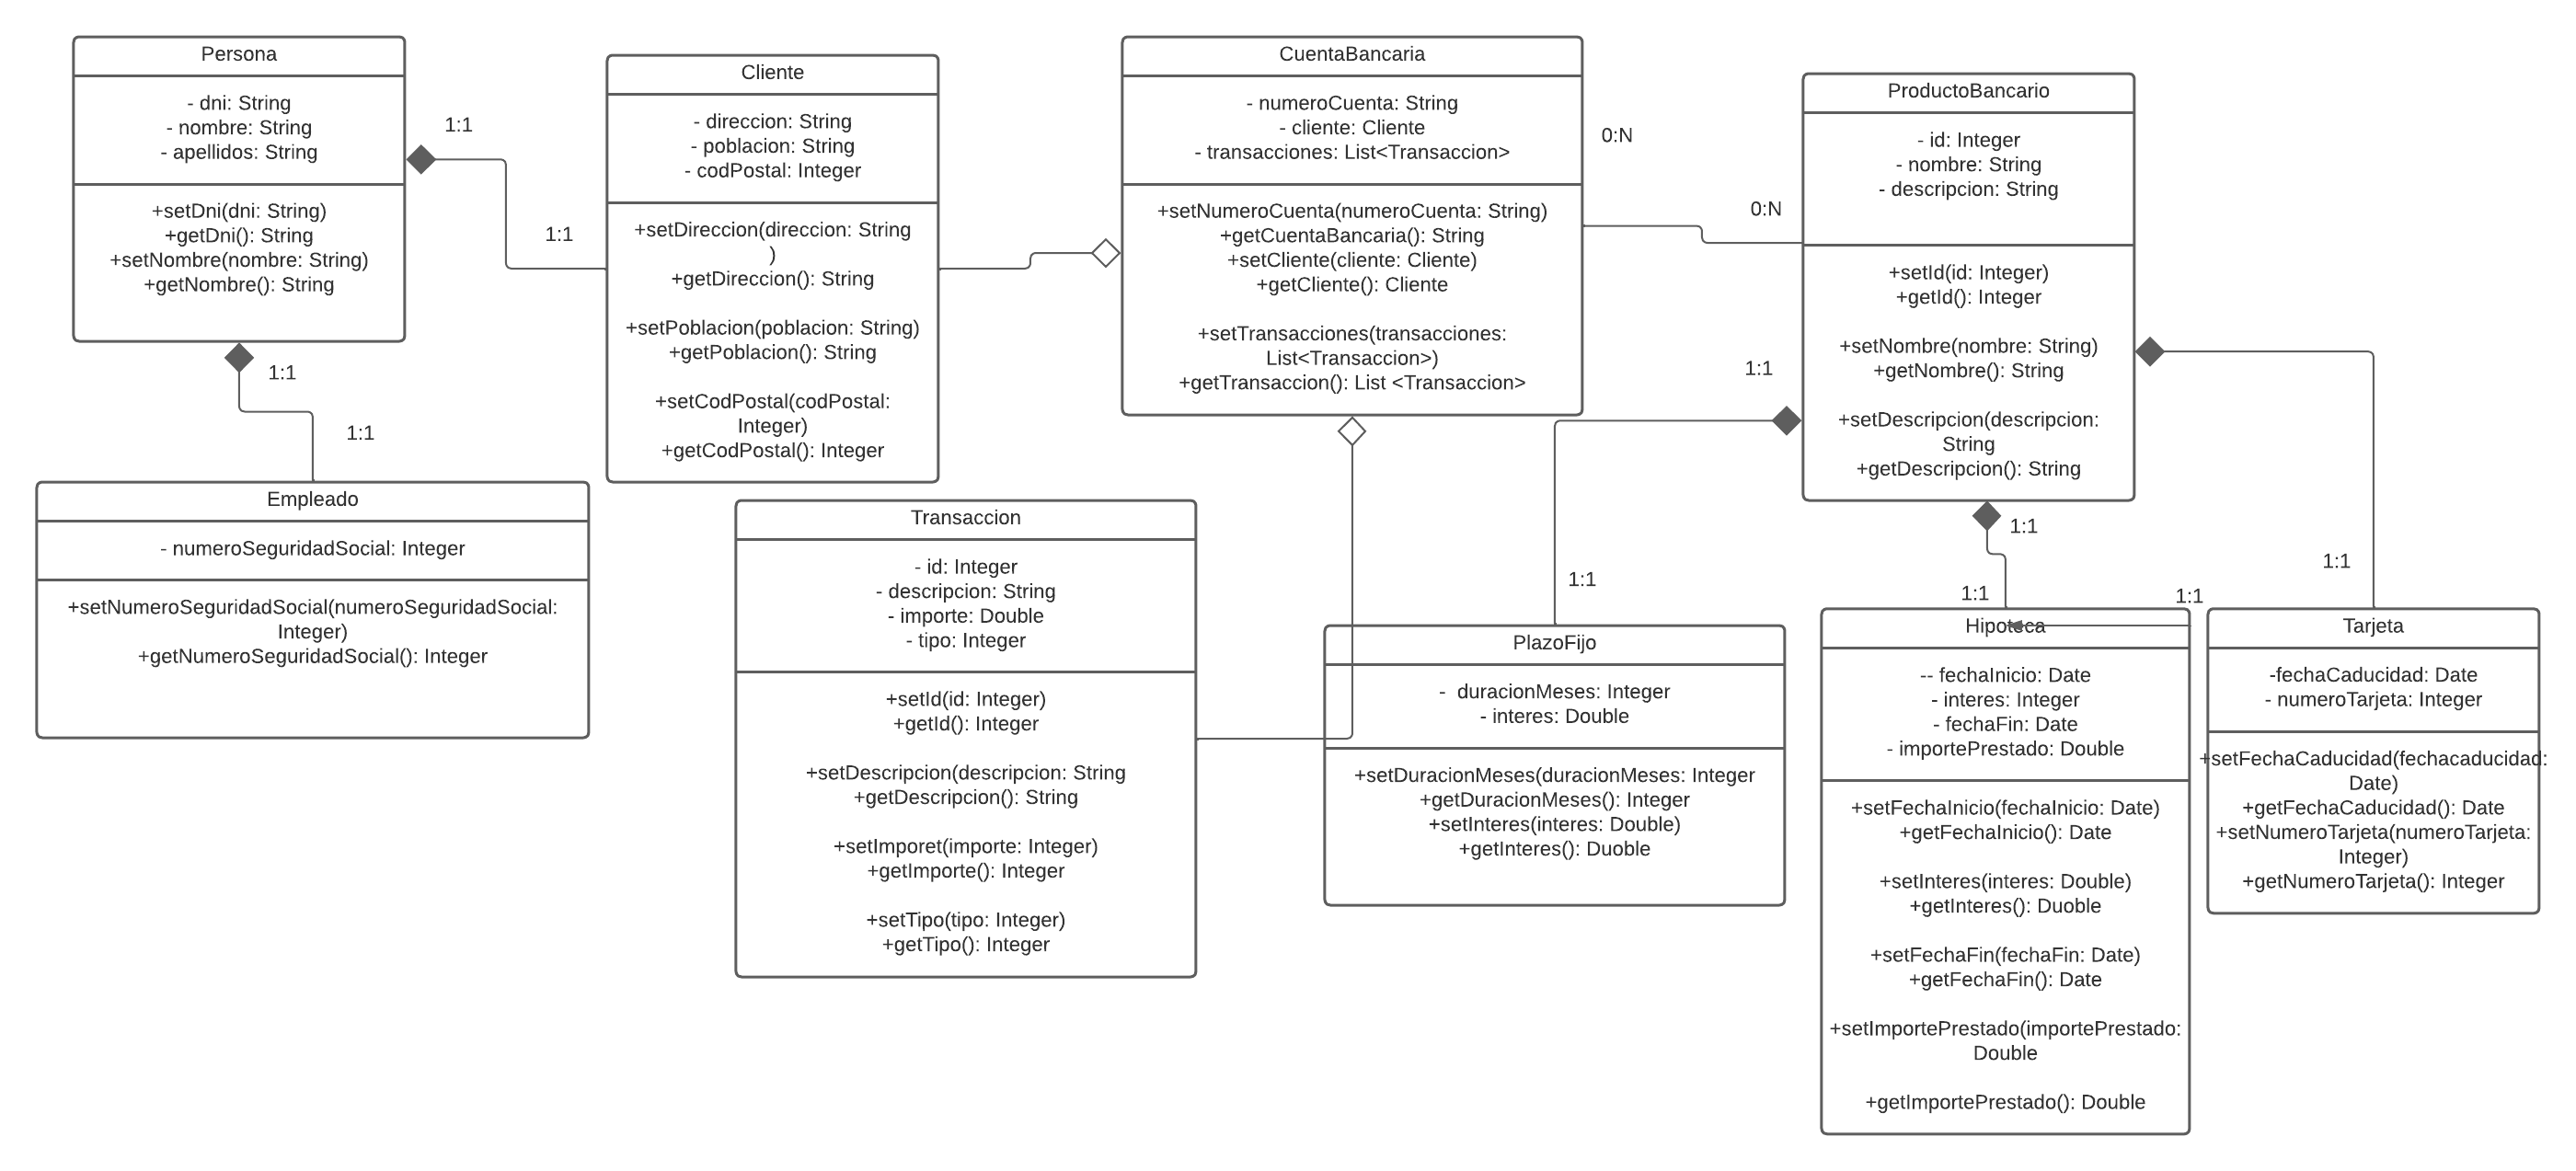 Persona
- dni: String
- nombre: String
- apellidos: String
+setDni(dni: String)
+getDni(): String
+setNombre(nombre: String)
+getNombre(): String
1:1
1:1
1:1
1:1
Empleado
- numeroSeguridadSocial: Integer
+setNumeroSeguridadSocial(numeroSeguridadSocial:
Integer)
+getNumeroSeguridadSocial(): Integer
Cliente
- direccion: String
- poblacion: String
- codPostal: Integer
+setDireccion(direccion: String
)
+getDireccion(): String
+setPoblacion(poblacion: String)
+getPoblacion(): String
+setCodPostal(codPostal:
Integer)
+getCodPostal(): Integer
CuentaBancaria
- numeroCuenta: String
- cliente: Cliente
- transacciones: List<Transaccion>
+setNumeroCuenta(numeroCuenta: String)
+getCuentaBancaria(): String
+setCliente(cliente: Cliente)
+getCliente(): Cliente
+setTransacciones(transacciones:
List<Transaccion>)
+getTransaccion(): List <Transaccion>
0:N
0:N
Transaccion
- id: Integer
- descripcion: String
- importe: Double
- tipo: Integer
+setId(id: Integer)
+getId(): Integer
+setDescripcion(descripcion: String
+getDescripcion(): String
+setImporet(importe: Integer)
+getImporte(): Integer
+setTipo(tipo: Integer)
+getTipo(): Integer
ProductoBancario
- id: Integer
- nombre: String
- descripcion: String
+setId(id: Integer)
+getId(): Integer
+setNombre(nombre: String)
+getNombre(): String
+setDescripcion(descripcion:
String
+getDescripcion(): String
1:1
1:1
1:1
1:1
1:1
1:1
PlazoFijo
- duracionMeses: Integer
- interes: Double
+setDuracionMeses(duracionMeses: Integer
+getDuracionMeses(): Integer
+setInteres(interes: Double)
+getInteres(): Duoble
Hipoteca
-- fechaInicio: Date
- interes: Integer
- fechaFin: Date
- importePrestado: Double
+setFechaInicio(fechaInicio: Date)
+getFechaInicio(): Date
+setInteres(interes: Double)
+getInteres(): Duoble
+setFechaFin(fechaFin: Date)
+getFechaFin(): Date
+setImportePrestado(importePrestado:
Double
+getImportePrestado(): Double
Tarjeta
-fechaCaducidad: Date
- numeroTarjeta: Integer
+setFechaCaducidad(fechacaducidad:
Date)
+getFechaCaducidad(): Date
+setNumeroTarjeta(numeroTarjeta:
Integer)
+getNumeroTarjeta(): Integer